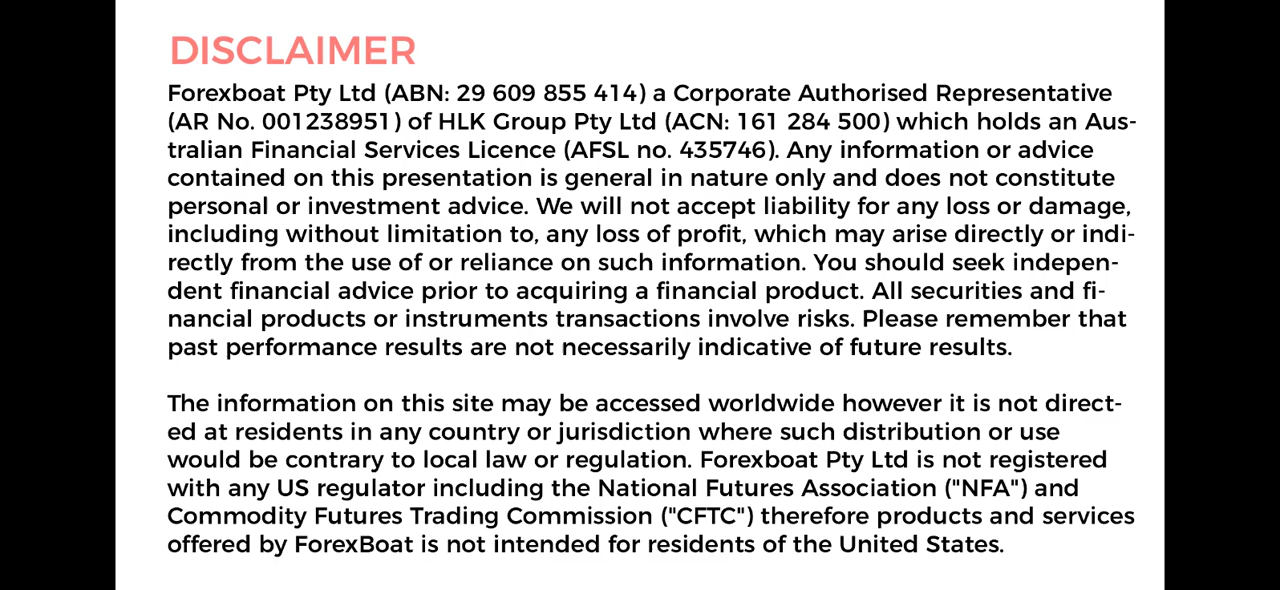 DISCLAIMER
Forexboat Pty Ltd (ABN: 29 609 855 414) a Corporate Authorised Representative
(AR No. 001238951) of HLK Group Pty Ltd (ACN: 161 284 500) which holds an Aus-
tralian Financial Services Licence (AFSL no. 435746). Any information or advice
contained on this presentation is general in nature only and does not constitute
personal or investment advice. We will not accept liability for any loss or damage,
including without limitation to, any loss of profit, which may arise directly or indi-
rectly from the use of or reliance on such information. You should seek indepen-
dent financial advice prior to acquiring a financial product. All securities and fi-
nancial products or instruments transactions involve risks. Please remember that
past performance results are not necessarily indicative of future results.
The information on this site may be accessed worldwide however it is not direct-
ed at residents in any country or jurisdiction where such distribution or use
would be contrary to local law or regulation. Forexboat Pty Ltd is not registered
with any US regulator including the National Futures Association ("NFA") and
Commodity Futures Trading Commission ("CFTC") therefore products and services
offered by ForexBoat is not intended for residents of the United States.